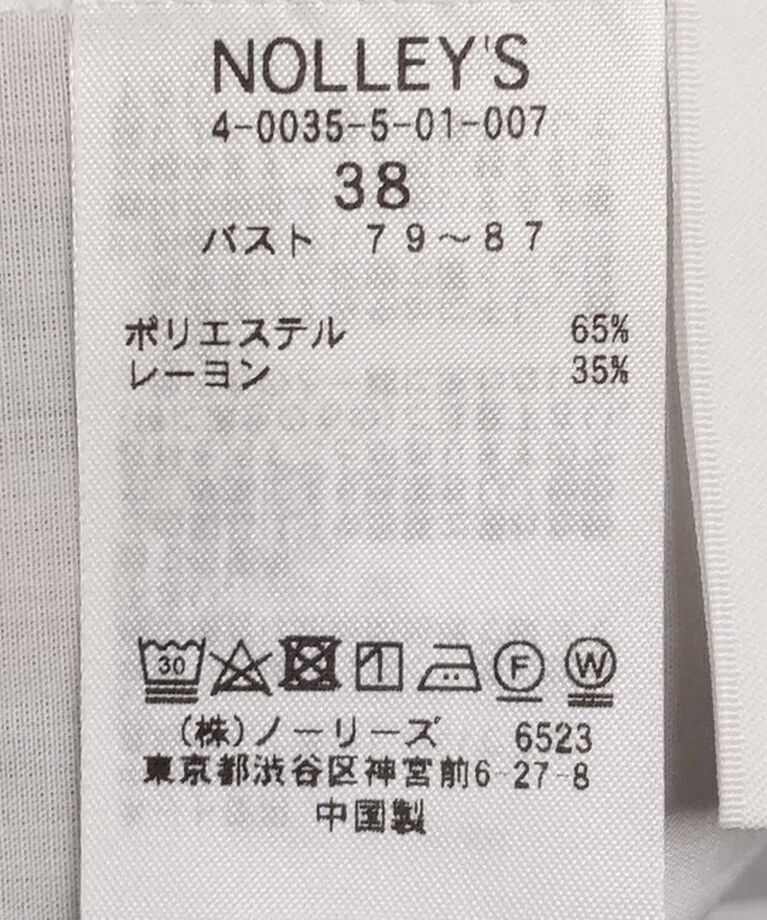 NOLLEY'S
4-0035-5-01-007
38
バスト 79～87
ポリエステル 65%
レーヨン 35%
30 F W
(株)ノーリーズ 6523
東京都渋谷区神宮前6-27-8
中国製